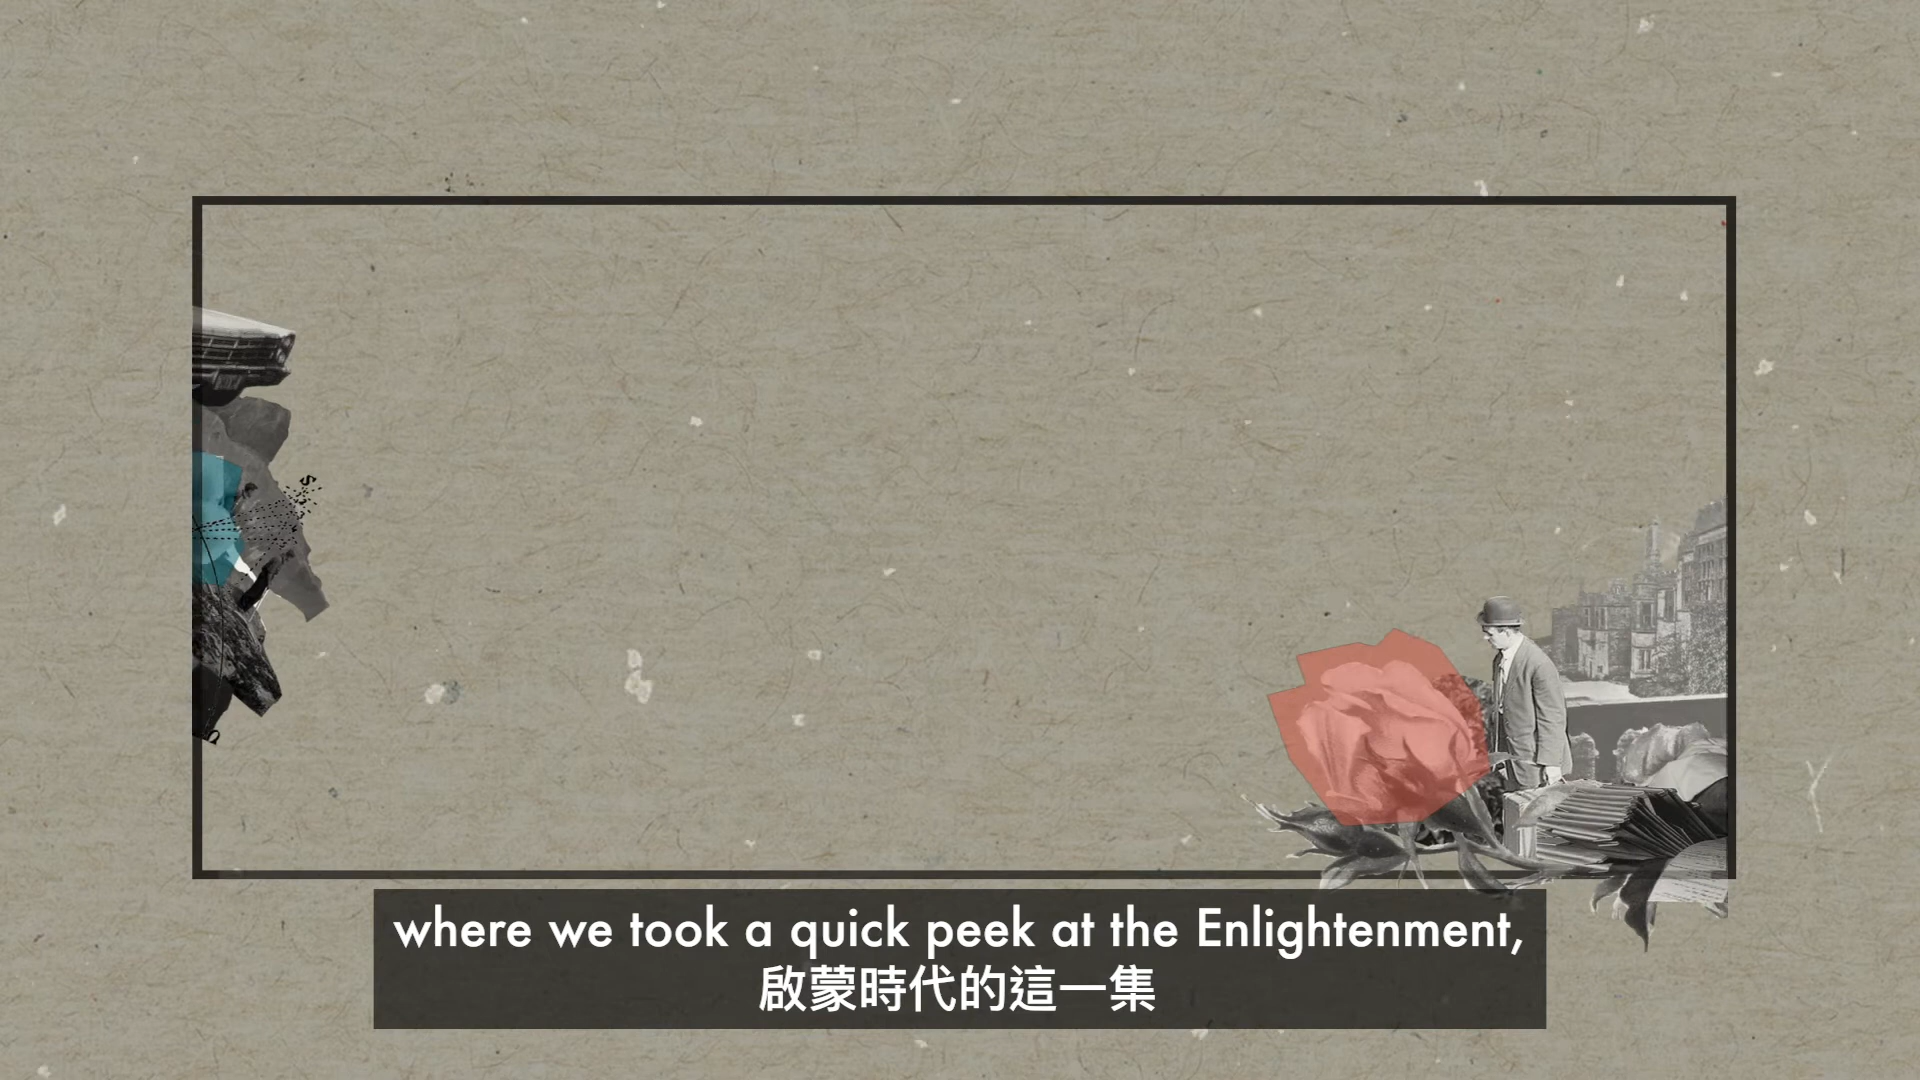 where we took a quick peek at the Enlightenment,
啟蒙時代的這一集